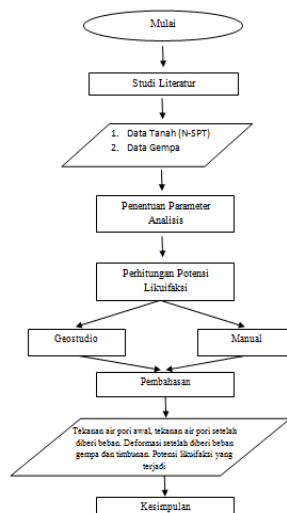 Mulai
Studi Literatur
1. Data Tanah (N-SPT)
2. Data Gempa
Penentuan Parameter
Analisis
Perhitungan Potensi
Likuifaksi
Geostudio
Manual
Pembahasan
Tekanan air pori awal, tekanan air pori setelah
diberi beban. Deformasi setelah diberi beban
gempa dan timbunan. Potensi likuifaksi yang
terjadi
Kesimpulan